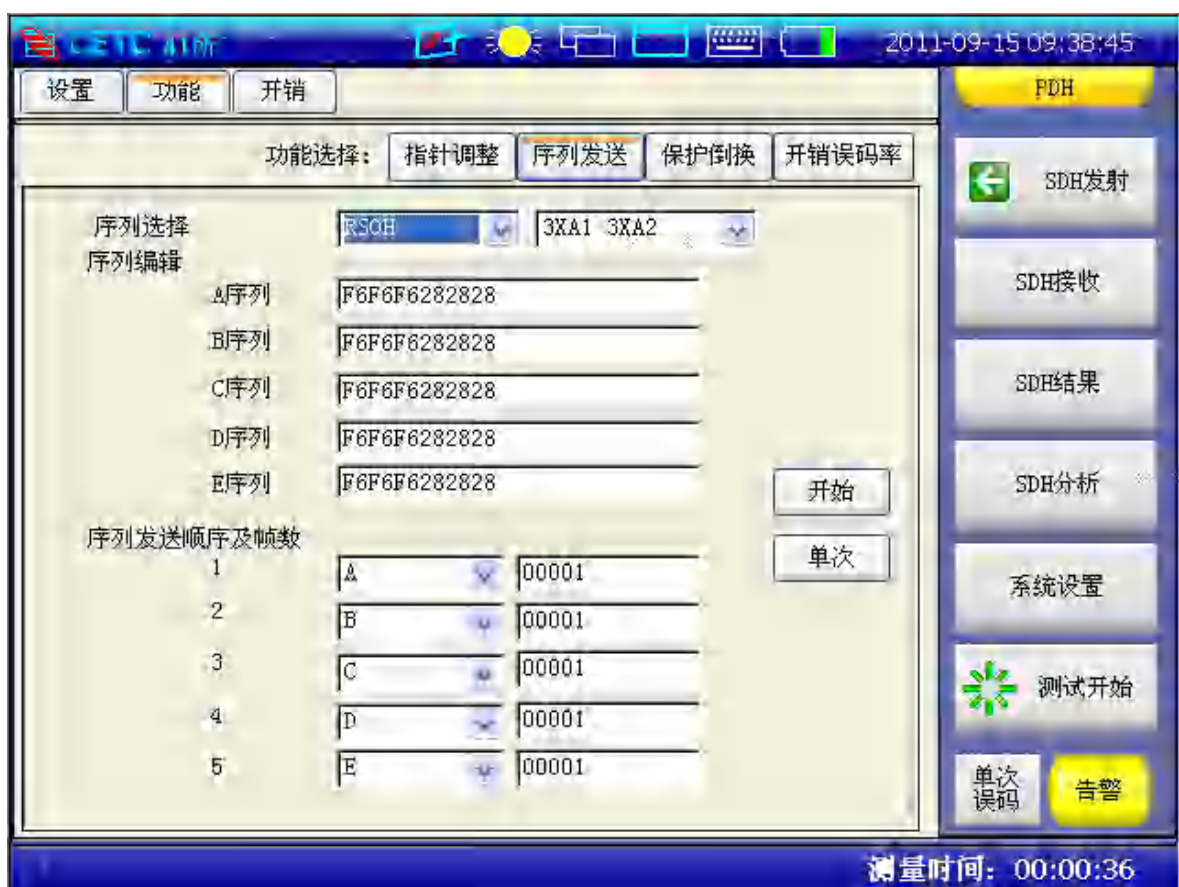 CETC 41所 2011-09-15 09:38:45
设置 功能 开销 PDH
功能选择: 指针调整 序列发送 保护倒换 开销误码率
SDH发射
序列选择 RSOH 3XA1 3XA2
序列编辑
A序列 F6F6F6282828
SDH接收
B序列 F6F6F6282828
C序列 F6F6F6282828
SDH结果
D序列 F6F6F6282828
E序列 F6F6F6282828
开始
SDH分析
序列发送顺序及帧数
单次
1 A 00001
系统设置
2 B 00001
3 C 00001
测试开始
4 D 00001
5 E 00001
单次误码
告警
测量时间: 00:00:36